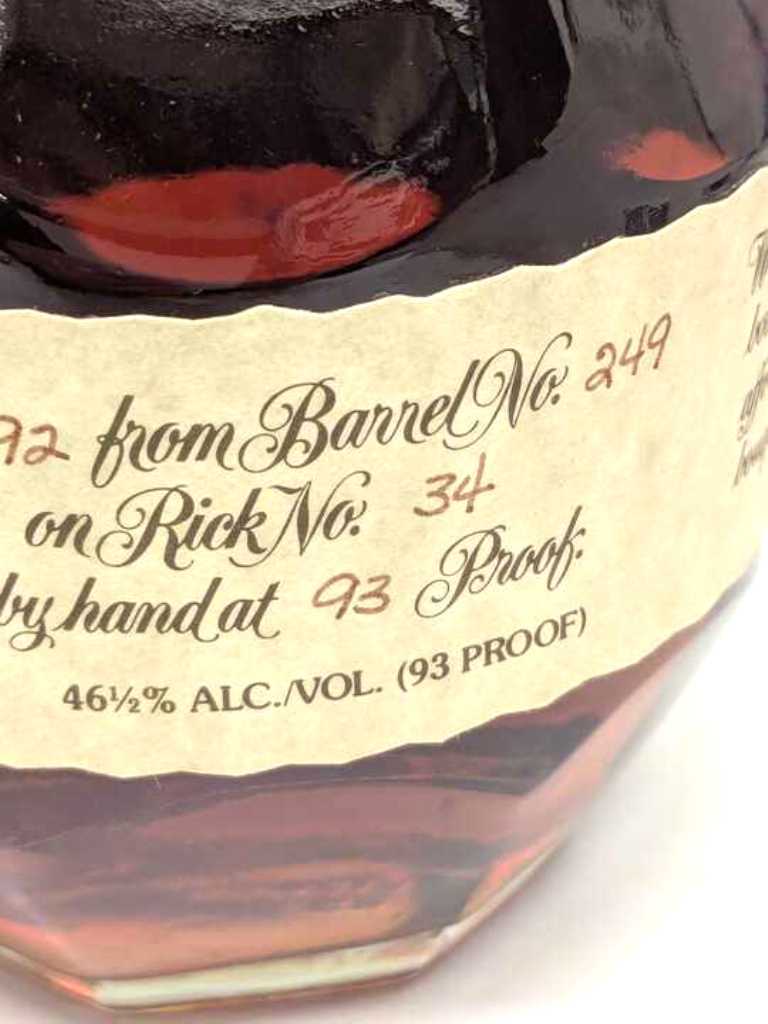 92 from Barrel No. 249
on Rick No. 34
by hand at 93 Proof.
46½% ALC./VOL. (93 PROOF)